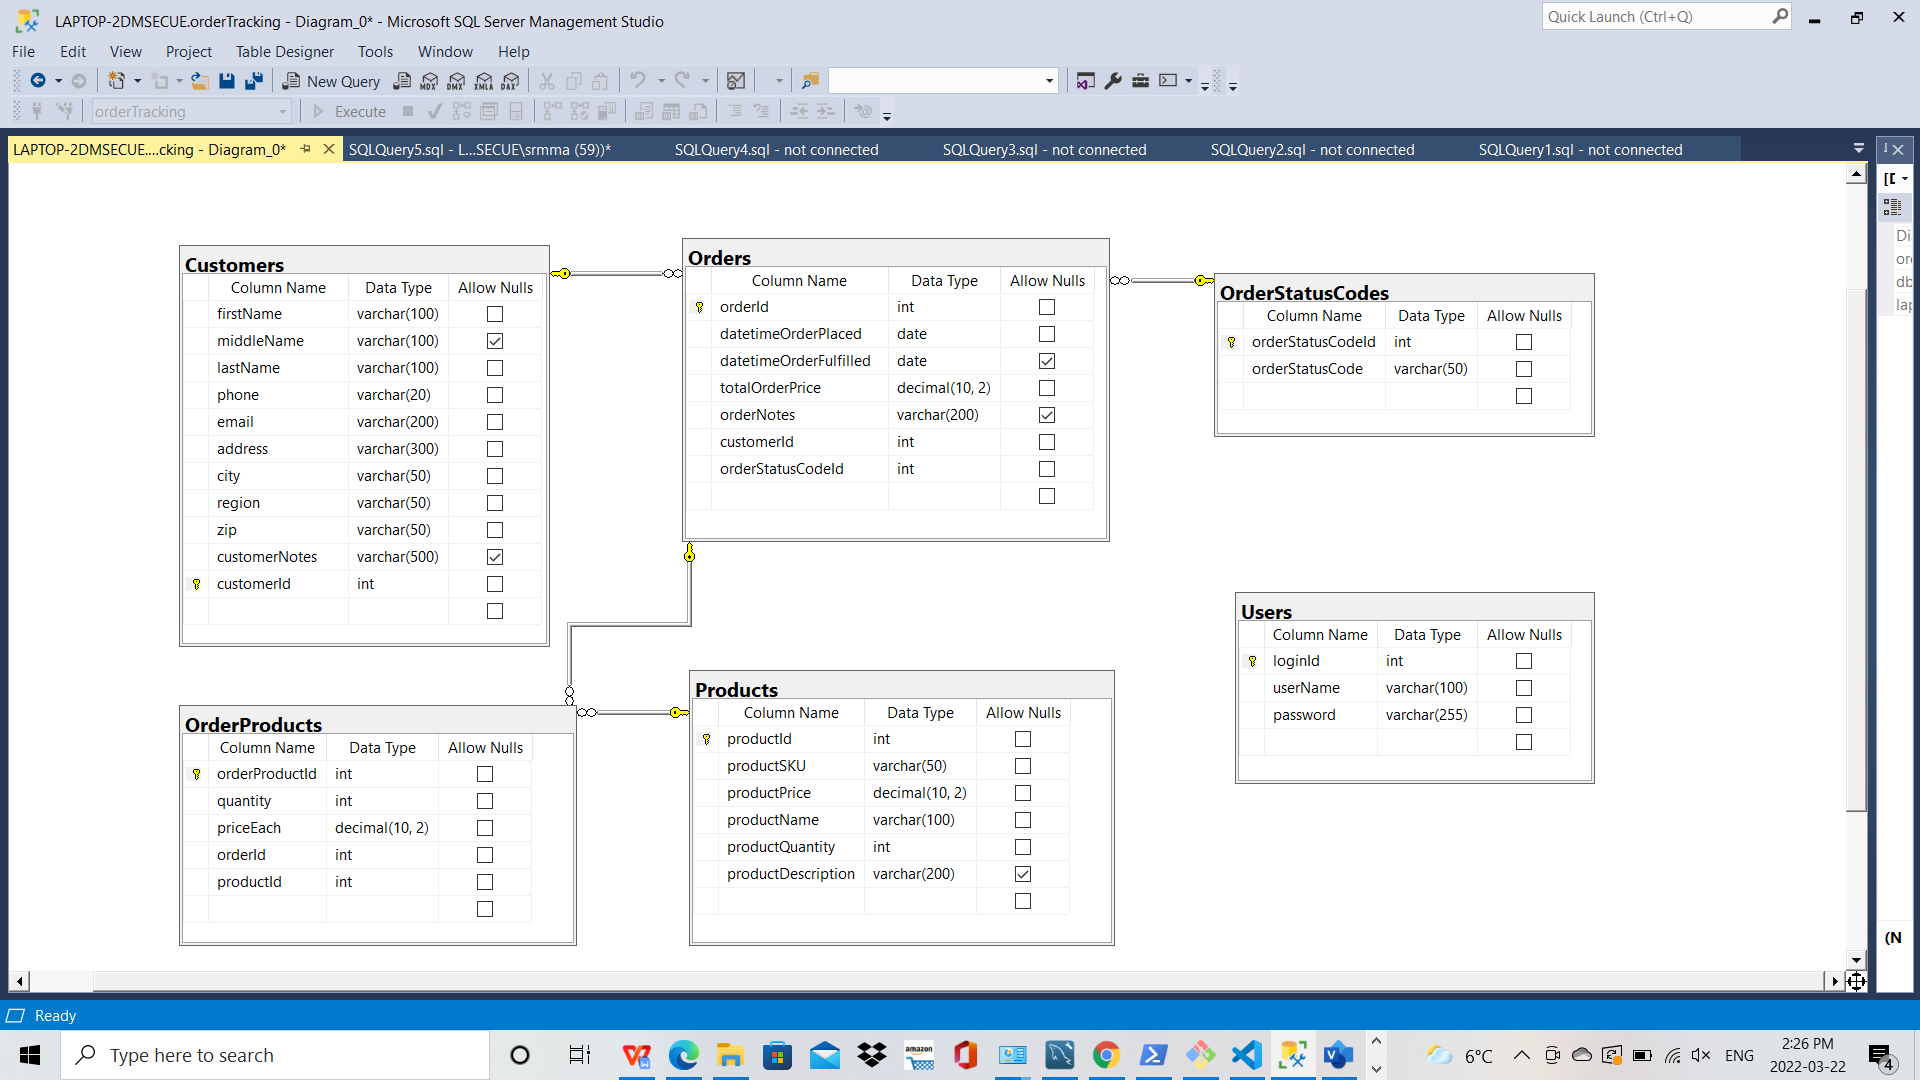 LAPTOP-2DMSECUE.orderTracking - Diagram_0* - Microsoft SQL Server Management Studio
Quick Launch (Ctrl+Q)
File Edit View Project Table Designer Tools Window Help
New Query MDX DMX XMLA DAX
orderTracking Execute
LAPTOP-2DMSECUE....cking - Diagram_0* SQLQuery5.sql - L...SECUE\srmma (59))* SQLQuery4.sql - not connected SQLQuery3.sql - not connected SQLQuery2.sql - not connected SQLQuery1.sql - not connected
Customers
Column Name Data Type Allow Nulls
firstName varchar(100)
middleName varchar(100)
lastName varchar(100)
phone varchar(20)
email varchar(200)
address varchar(300)
city varchar(50)
region varchar(50)
zip varchar(50)
customerNotes varchar(500)
customerId int
Orders
Column Name Data Type Allow Nulls
orderId int
datetimeOrderPlaced date
datetimeOrderFulfilled date
totalOrderPrice decimal(10, 2)
orderNotes varchar(200)
customerId int
orderStatusCodeId int
OrderStatusCodes
Column Name Data Type Allow Nulls
orderStatusCodeId int
orderStatusCode varchar(50)
Users
Column Name Data Type Allow Nulls
loginId int
userName varchar(100)
password varchar(255)
OrderProducts
Column Name Data Type Allow Nulls
orderProductId int
quantity int
priceEach decimal(10, 2)
orderId int
productId int
Products
Column Name Data Type Allow Nulls
productId int
productSKU varchar(50)
productPrice decimal(10, 2)
productName varchar(100)
productQuantity int
productDescription varchar(200)
Di
or
db
lap
(N
Ready
Type here to search
amazon
6°C
ENG
2:26 PM
2022-03-22
4